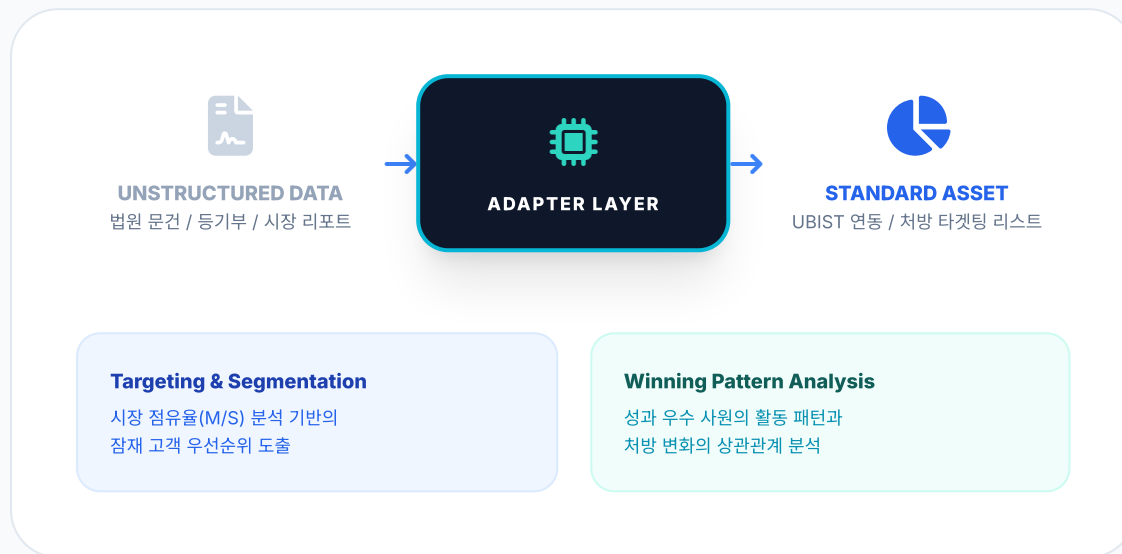 UNSTRUCTURED DATA
법원 문건 / 등기부 / 시장 리포트
ADAPTER LAYER
STANDARD ASSET
UBIST 연동 / 처방 타겟팅 리스트
Targeting & Segmentation
시장 점유율(M/S) 분석 기반의
잠재 고객 우선순위 도출
Winning Pattern Analysis
성과 우수 사원의 활동 패턴과
처방 변화의 상관관계 분석